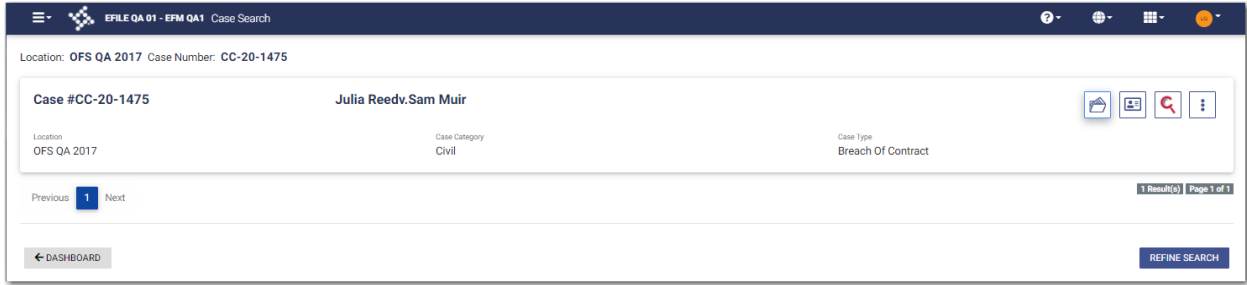 EFILE QA 01 - EFM QA1 Case Search
LG
Location: OFS QA 2017 Case Number: CC-20-1475
Case #CC-20-1475 Julia Reedv.Sam Muir
Location Case Category Case Type
OFS QA 2017 Civil Breach Of Contract
Previous 1 Next
1 Result(s) Page 1 of 1
DASHBOARD REFINE SEARCH